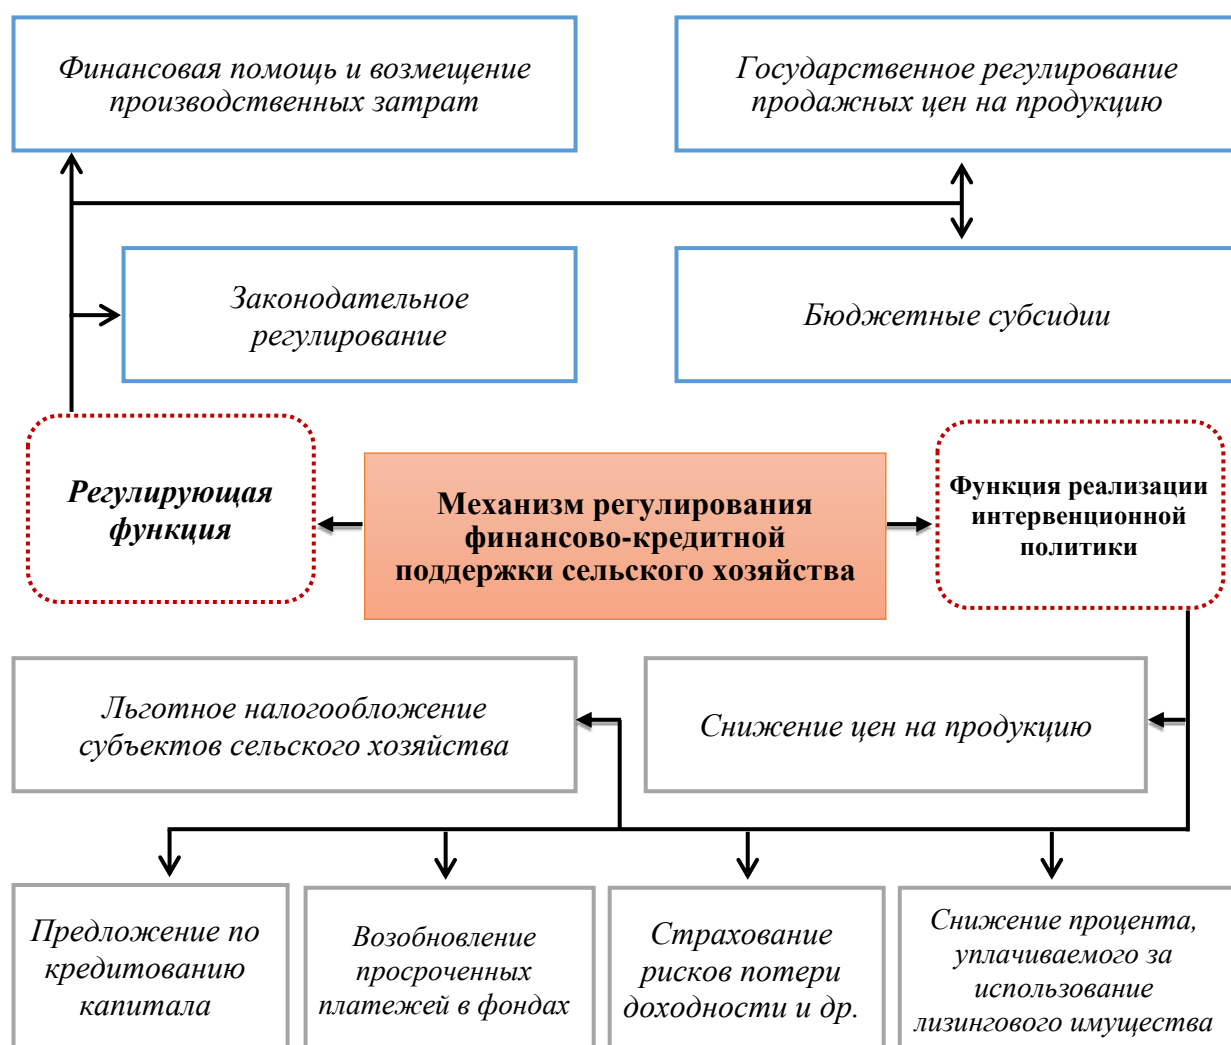 Финансовая помощь и возмещение
производственных затрат
Государственное регулирование
продажных цен на продукцию
Законодательное
регулирование
Бюджетные субсидии
Регулирующая
функция
Механизм регулирования
финансово-кредитной
поддержки сельского хозяйства
Функция реализации
интервенционной
политики
Льготное налогообложение
субъектов сельского хозяйства
Снижение цен на продукцию
Предложение по
кредитованию
капитала
Возобновление
просроченных
платежей в фондах
Страхование
рисков потери
доходности и др.
Снижение процента,
уплачиваемого за
использование
лизингового имущества